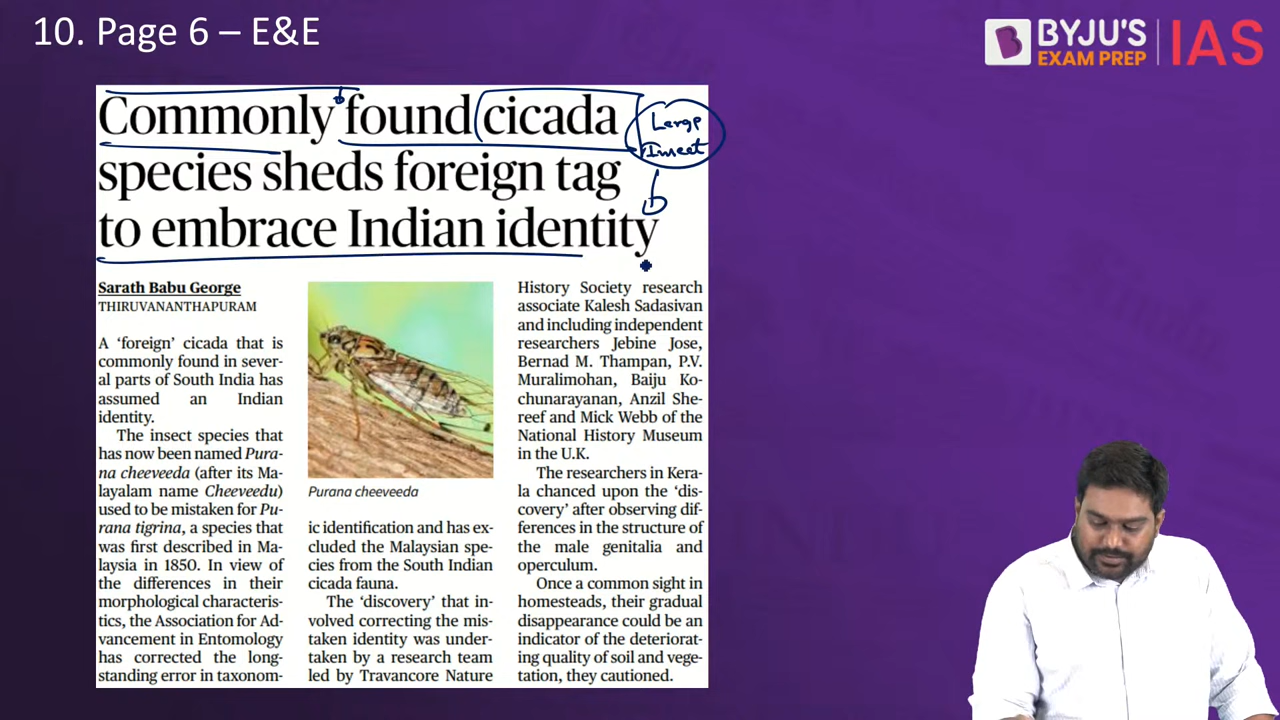 10. Page 6 – E&E
BYJU'S
EXAM PREP
IAS
Commonly found cicada
species sheds foreign tag
to embrace Indian identity
Large
Insect
Sarath Babu George
THIRUVANANTHAPURAM
A ‘foreign’ cicada that is
commonly found in sever-
al parts of South India has
assumed an Indian
identity.
The insect species that
has now been named Pura-
na cheeveeda (after its Ma-
layalam name Cheeveedu)
used to be mistaken for Pu-
rana tigrina, a species that
was first described in Ma-
laysia in 1850. In view of
the differences in their
morphological characteris-
tics, the Association for Ad-
vancement in Entomology
has corrected the long-
standing error in taxonom-
Purana cheeveeda
ic identification and has ex-
cluded the Malaysian spe-
cies from the South Indian
cicada fauna.
The ‘discovery’ that in-
volved correcting the mis-
taken identity was under-
taken by a research team
led by Travancore Nature
History Society research
associate Kalesh Sadasivan
and including independent
researchers Jebine Jose,
Bernad M. Thampan, P.V.
Muralimohan, Baiju Ko-
chunarayanan, Anzil She-
reef and Mick Webb of the
National History Museum
in the U.K.
The researchers in Kera-
la chanced upon the ‘dis-
covery’ after observing dif-
ferences in the structure of
the male genitalia and
operculum.
Once a common sight in
homesteads, their gradual
disappearance could be an
indicator of the deteriorat-
ing quality of soil and vege-
tation, they cautioned.